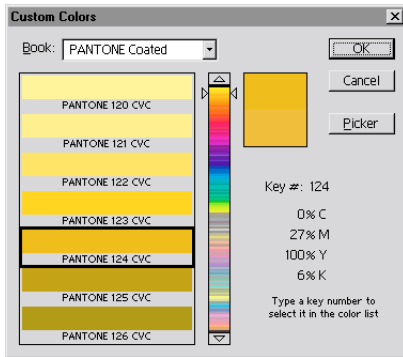 Custom Colors
Book: PANTONE Coated
OK
Cancel
Picker
PANTONE 120 CVC
PANTONE 121 CVC
PANTONE 122 CVC
PANTONE 123 CVC
PANTONE 124 CVC
PANTONE 125 CVC
PANTONE 126 CVC
Key #: 124
0% C
27% M
100% Y
6% K
Type a key number to
select it in the color list